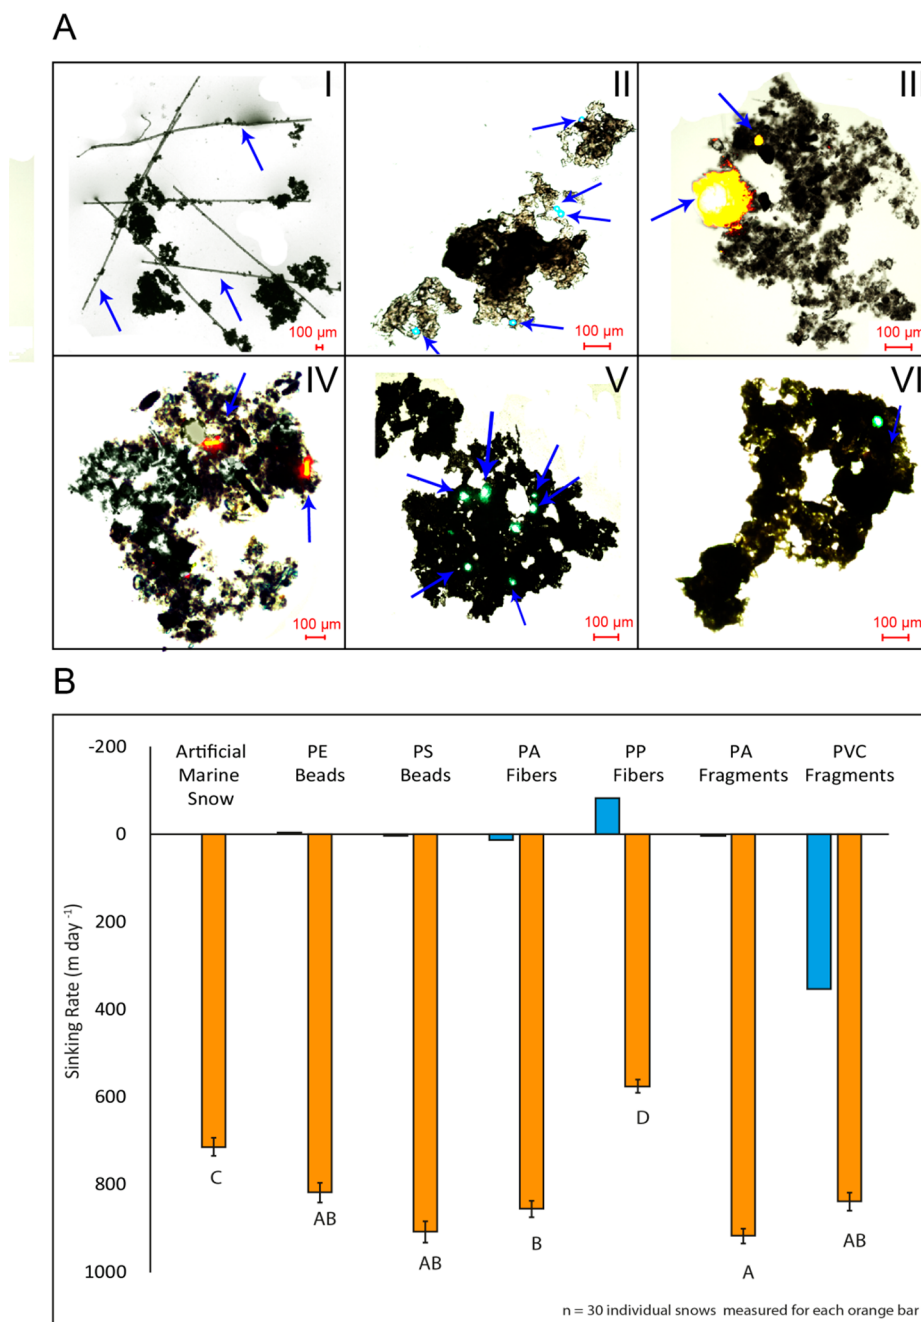 A
I
II
III
100 µm
100 µm
100 µm
IV
V
VI
100 µm
100 µm
100 µm
B
-200
0
200
400
600
800
1000
Sinking Rate (m day -1)
Artificial
Marine
Snow
PE
Beads
PS
Beads
PA
Fibers
PP
Fibers
PA
Fragments
PVC
Fragments
C
AB
AB
B
D
A
AB
n = 30 individual snows measured for each orange bar